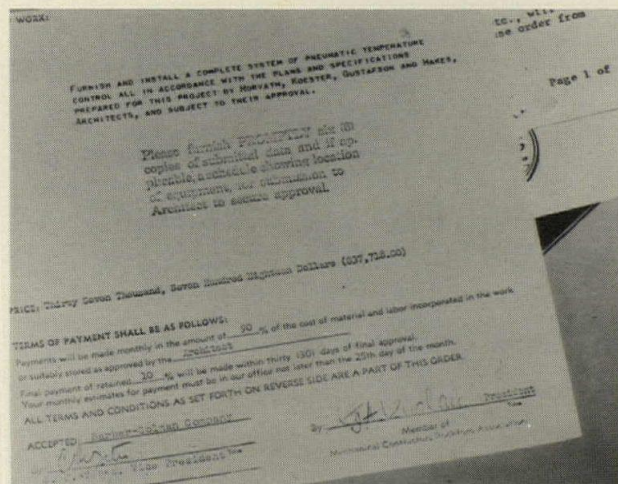 WORK:
FURNISH AND INSTALL A COMPLETE SYSTEM OF PNEUMATIC TEMPERATURE
CONTROL ALL IN ACCORDANCE WITH THE PLANS AND SPECIFICATIONS
PREPARED FOR THIS PROJECT BY HORVATH, KOESTER, GUSTAFSON AND HAKES,
ARCHITECTS, AND SUBJECT TO THEIR APPROVAL.
Please furnish PROMPTLY six (6)
copies of submittal data and if ap-
plicable, a schedule showing location
of equipment, for submission to
Architect to secure approval.
PRICE: Thirty Seven Thousand, Seven Hundred Eighteen Dollars ($37,718.00)
TERMS OF PAYMENT SHALL BE AS FOLLOWS:
Payments will be made monthly in the amount of 90 % of the cost of material and labor incorporated in the work
or suitably stored as approved by the Architect
Final payment of retained 10 % will be made within thirty (30) days of final approval.
Your monthly estimates for payment must be in our office not later than the 25th day of the month.
ALL TERMS AND CONDITIONS AS SET FORTH ON REVERSE SIDE ARE A PART OF THIS ORDER.
ACCEPTED Barber-Colman Company
Vice President
By President
Member of
Mechanical Contractors Association
etc., will
se order from
Page 1 of